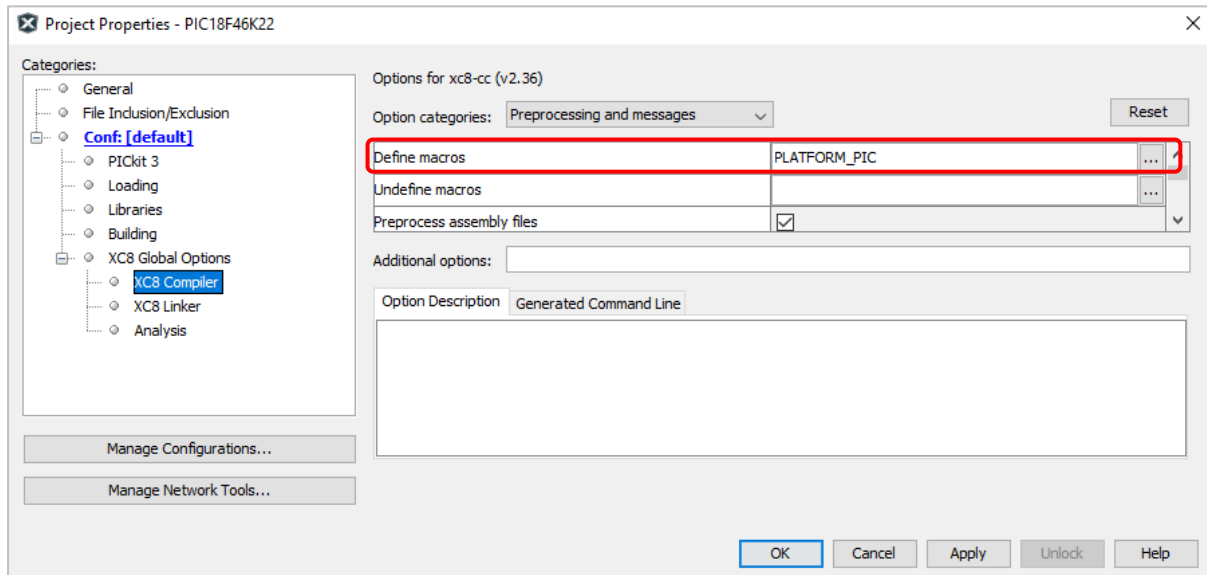 Project Properties - PIC18F46K22
Categories:
General
File Inclusion/Exclusion
Conf: [default]
PICkit 3
Loading
Libraries
Building
XC8 Global Options
XC8 Compiler
XC8 Linker
Analysis
Manage Configurations...
Manage Network Tools...
Options for xc8-cc (v2.36)
Option categories: Preprocessing and messages
Reset
Define macros PLATFORM_PIC ...
Undefine macros ...
Preprocess assembly files
Additional options:
Option Description Generated Command Line
OK Cancel Apply Unlock Help